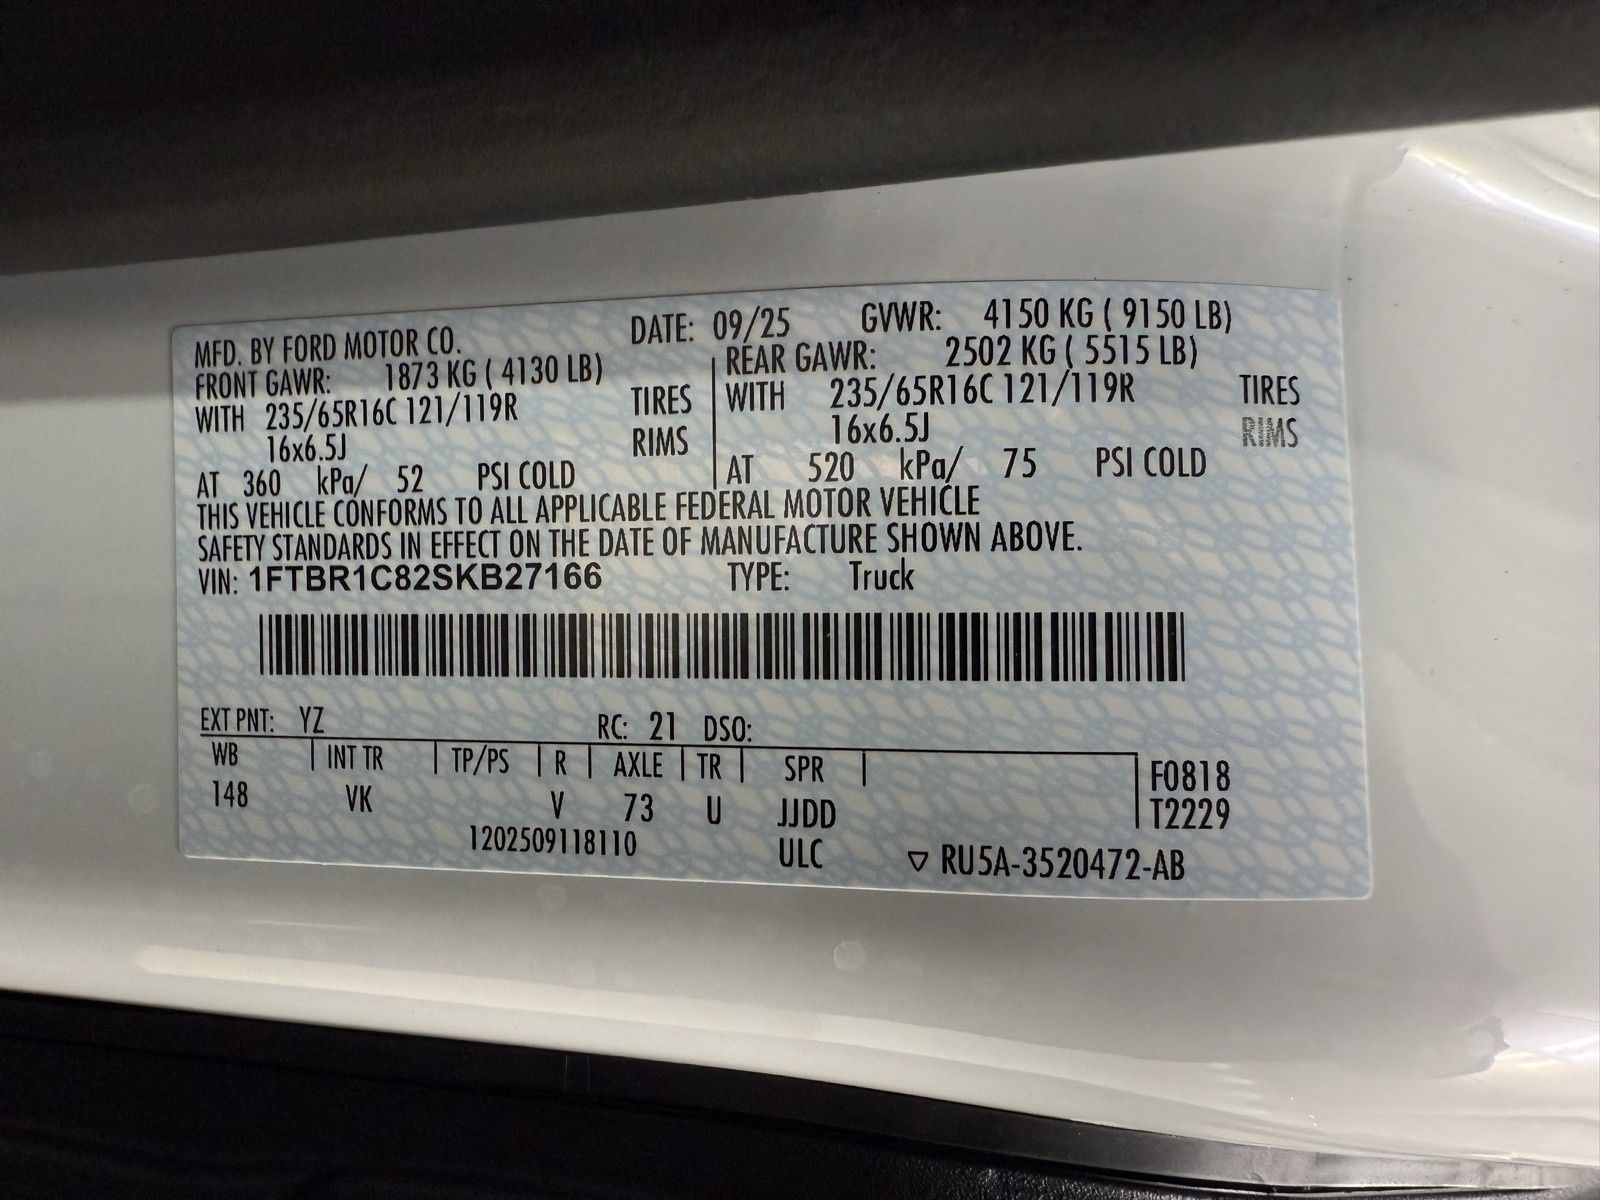 MFD. BY FORD MOTOR CO. DATE: 09/25 GVWR: 4150 KG ( 9150 LB)
FRONT GAWR: 1873 KG ( 4130 LB) REAR GAWR: 2502 KG ( 5515 LB)
WITH 235/65R16C 121/119R TIRES WITH 235/65R16C 121/119R TIRES
16x6.5J RIMS 16x6.5J RIMS
AT 360 kPa/ 52 PSI COLD AT 520 kPa/ 75 PSI COLD
THIS VEHICLE CONFORMS TO ALL APPLICABLE FEDERAL MOTOR VEHICLE
SAFETY STANDARDS IN EFFECT ON THE DATE OF MANUFACTURE SHOWN ABOVE.
VIN: 1FTBR1C82SKB27166 TYPE: Truck
EXT PNT: YZ RC: 21 DSO:
WB INT TR TP/PS R AXLE TR SPR F0818
148 VK V 73 U JJDD T2229
1202509118110 ULC ▽ RU5A-3520472-AB